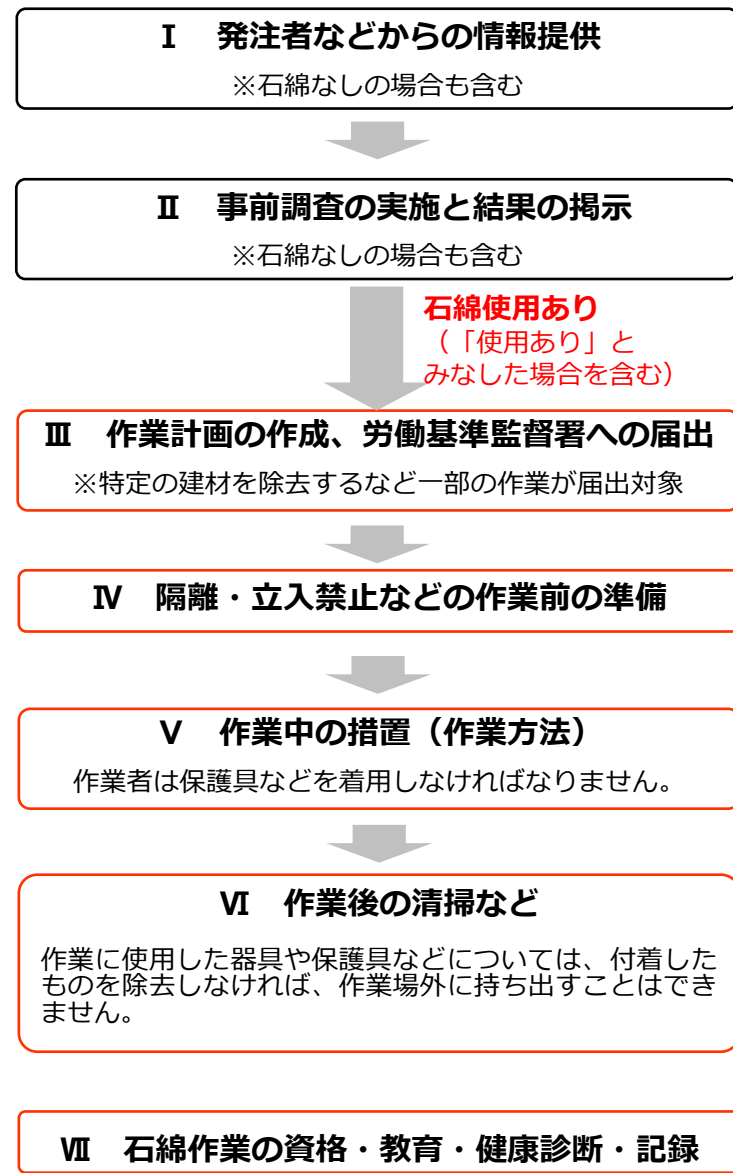 Ⅰ 発注者などからの情報提供
※石綿なしの場合も含む
Ⅱ 事前調査の実施と結果の掲示
※石綿なしの場合も含む
石綿使用あり
（「使用あり」と
みなした場合を含む）
Ⅲ 作業計画の作成、労働基準監督署への届出
※特定の建材を除去するなど一部の作業が届出対象
Ⅳ 隔離・立入禁止などの作業前の準備
Ⅴ 作業中の措置（作業方法）
作業者は保護具などを着用しなければなりません。
Ⅵ 作業後の清掃など
作業に使用した器具や保護具などについては、付着した
ものを除去しなければ、作業場外に持ち出すことはでき
ません。
Ⅶ 石綿作業の資格・教育・健康診断・記録